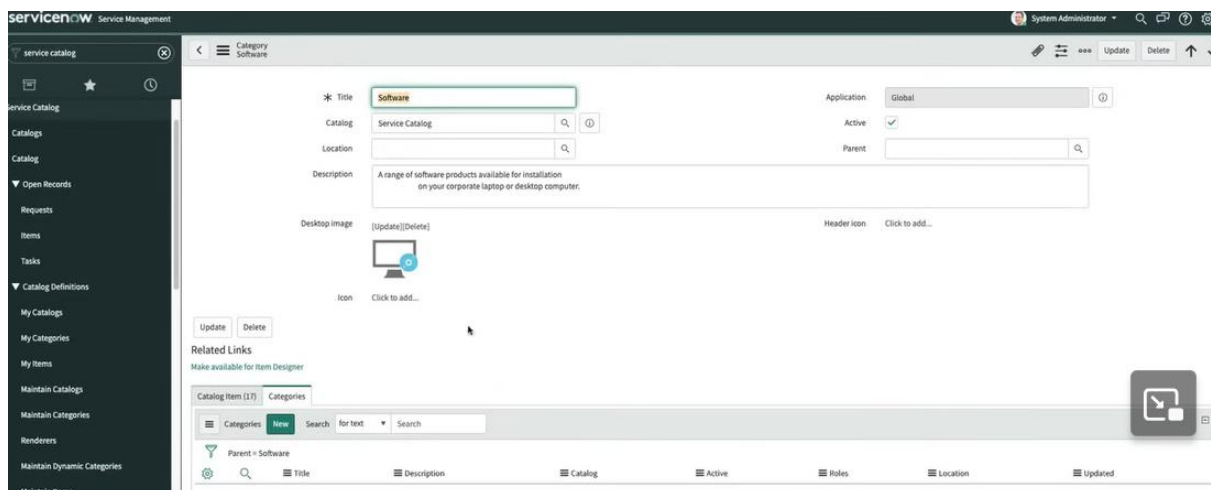 servicenow Service Management
System Administrator
service catalog
Category
Software
Update
Delete
Service Catalog
Catalogs
Catalog
Open Records
Requests
Items
Tasks
Catalog Definitions
My Catalogs
My Categories
My Items
Maintain Catalogs
Maintain Categories
Renderers
Maintain Dynamic Categories
* Title
Software
Application
Global
Catalog
Service Catalog
Active
Location
Parent
Description
A range of software products available for installation
on your corporate laptop or desktop computer.
Desktop image
[Update][Delete]
Header icon
Click to add...
Icon
Click to add...
Update
Delete
Related Links
Make available for Item Designer
Catalog Item (17)
Categories
Categories
New
Search
for text
Search
Parent = Software
Title
Description
Catalog
Active
Roles
Location
Updated